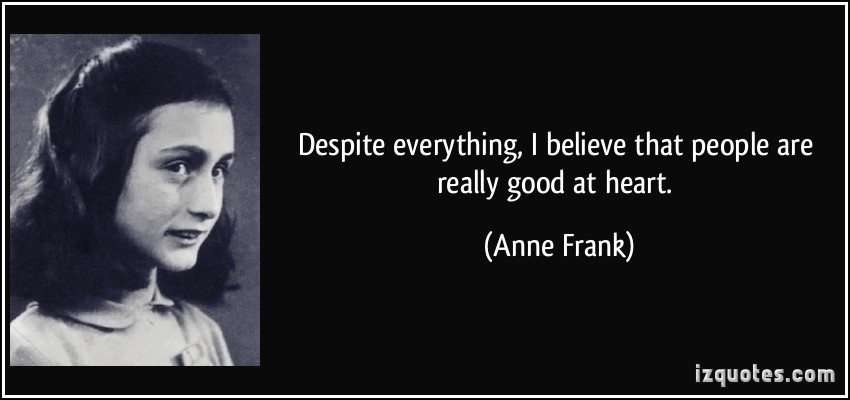 Despite everything, I believe that people are
really good at heart.
(Anne Frank)
izquotes.com